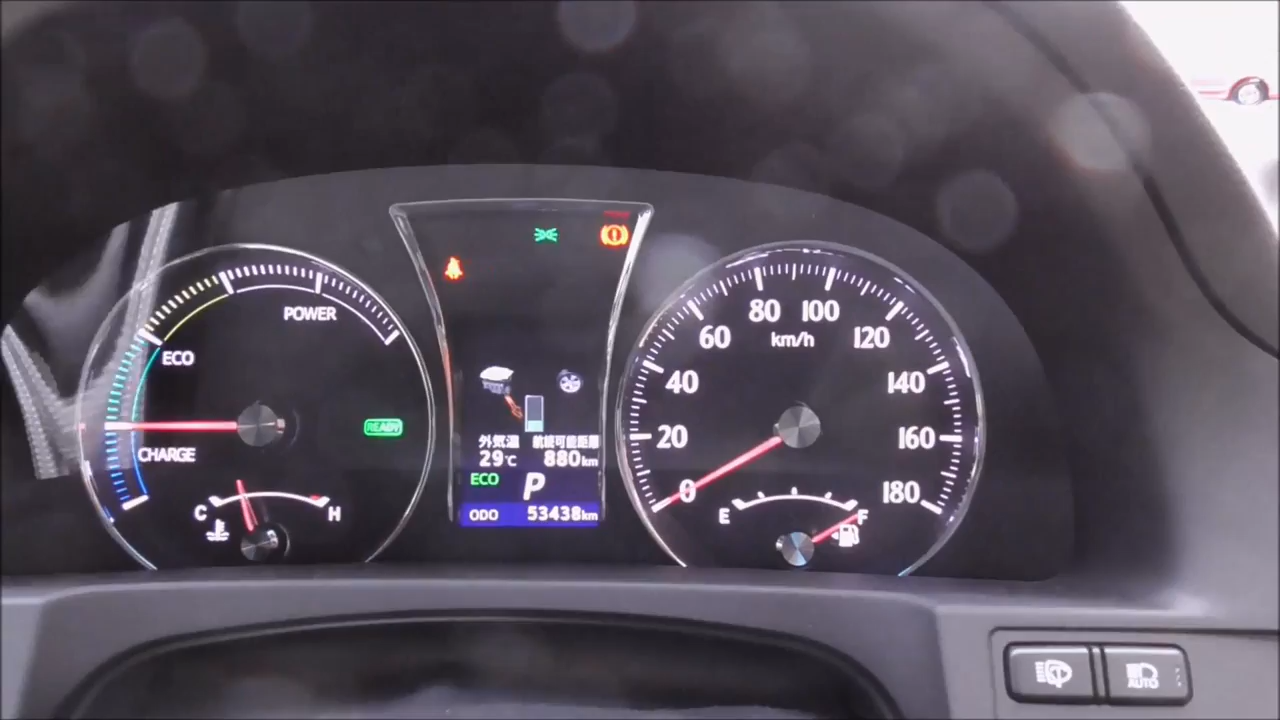 POWER
ECO
CHARGE
READY
C
H
外気温
航続可能距離
29℃
880km
ECO
P
ODO
53438km
0
20
40
60
80
100
120
140
160
180
km/h
E
F
AUTO